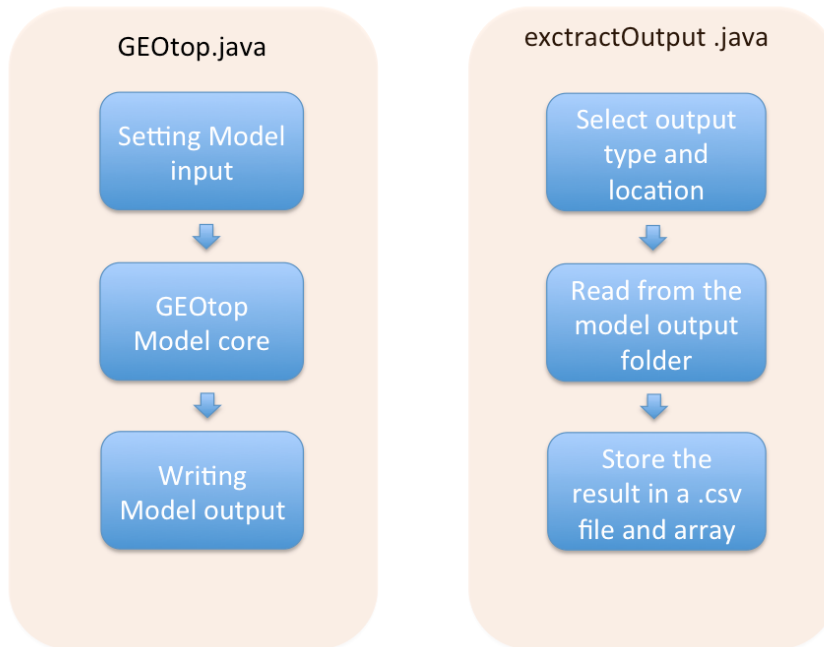 GEOtop.java
Setting Model
input
GEOtop
Model core
Writing
Model output
exctractOutput .java
Select output
type and
location
Read from the
model output
folder
Store the
result in a .csv
file and array